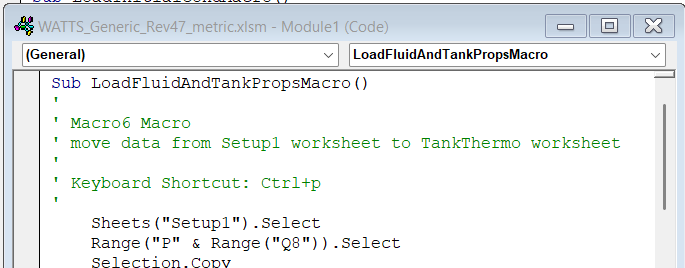 WATTS_Generic_Rev47_metric.xlsm - Module1 (Code)
(General)
LoadFluidAndTankPropsMacro
Sub LoadFluidAndTankPropsMacro()
'
' Macro6 Macro
' move data from Setup1 worksheet to TankThermo worksheet
'
' Keyboard Shortcut: Ctrl+p
'
Sheets("Setup1").Select
Range("P" & Range("Q8")).Select
Selection.Copy